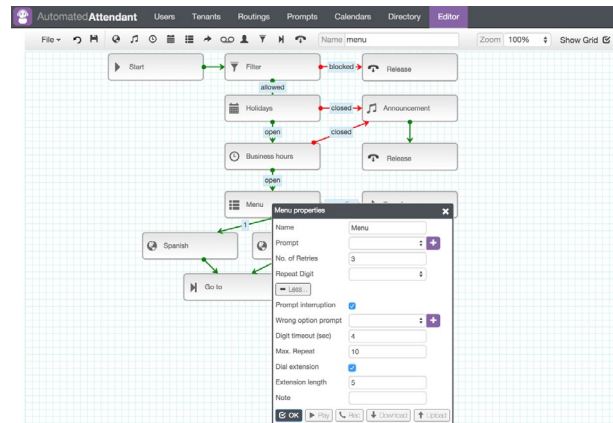 AutomatedAttendant Users Tenants Routings Prompts Calendars Directory Editor
File Name menu Zoom 100% Show Grid
Start Filter blocked Release
allowed
Holidays closed Announcement
open closed
Business hours Release
open
Menu
Menu properties
1
Name Menu
Spanish
Prompt
No. of Retries 3
Repeat Digit
Go to
Less...
Prompt interruption
Wrong option prompt
Digit timeout (sec) 4
Max. Repeat 10
Dial extension
Extension length 5
Note
OK Play Rec Download Upload